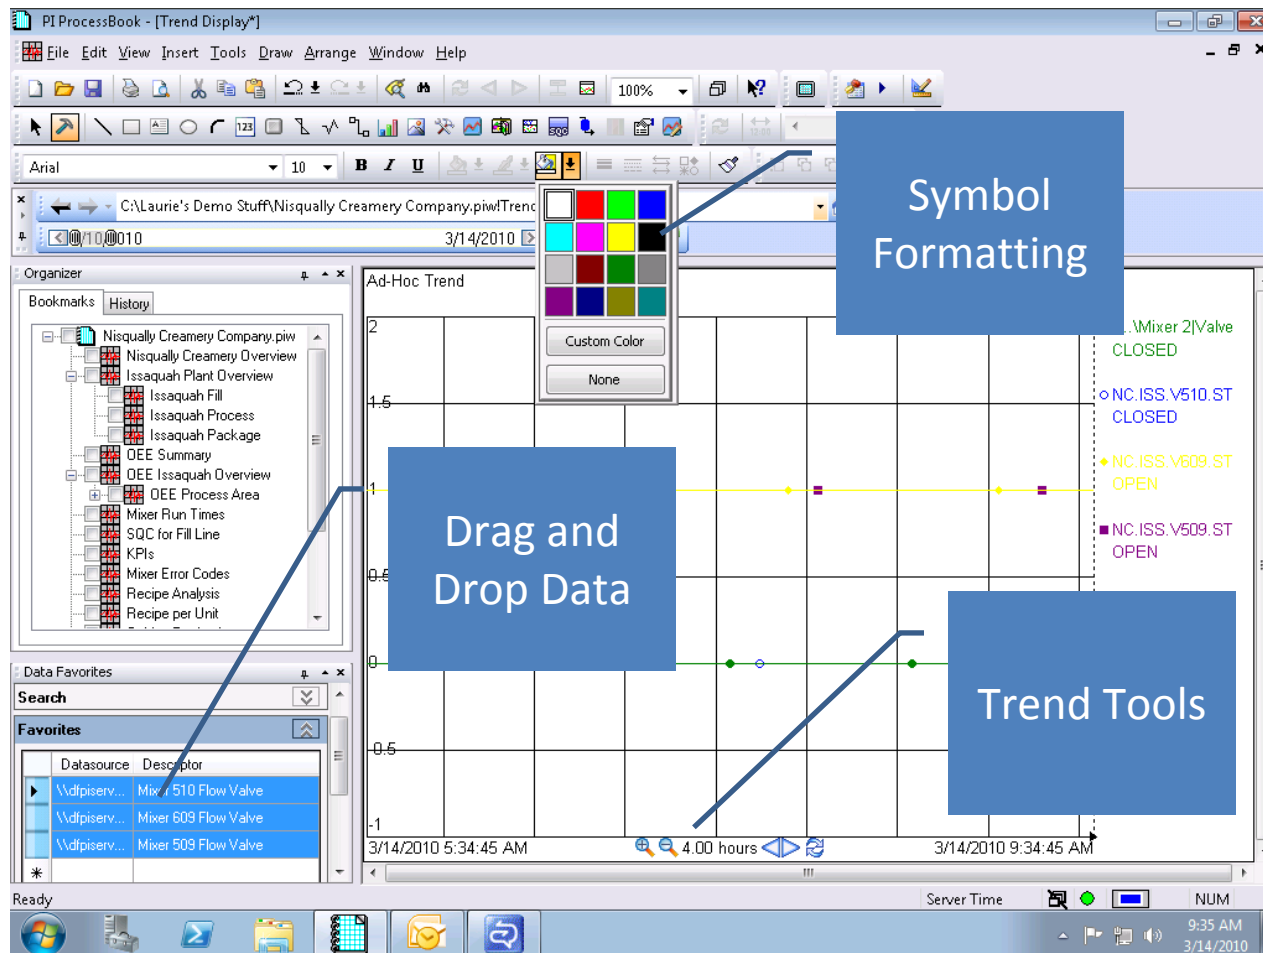 PI ProcessBook - [Trend Display*]
File Edit View Insert Tools Draw Arrange Window Help
100%
123
SQC
Arial 10 B I U
C:\Laurie's Demo Stuff\Nisqually Creamery Company.piw!Trend
3/14/2010
Symbol
Formatting
Custom Color
None
Organizer
Bookmarks History
Nisqually Creamery Company.piw
Nisqually Creamery Overview
Issaquah Plant Overview
Issaquah Fill
Issaquah Process
Issaquah Package
OEE Summary
OEE Issaquah Overview
OEE Process Area
Mixer Run Times
SQC for Fill Line
KPIs
Mixer Error Codes
Recipe Analysis
Recipe per Unit
Ad-Hoc Trend
2
1.5
1
0.5
0
-0.5
-1
\Mixer 2|Valve
CLOSED
NC.ISS.V510.ST
CLOSED
NC.ISS.V609.ST
OPEN
NC.ISS.V509.ST
OPEN
Drag and
Drop Data
Trend Tools
3/14/2010 5:34:45 AM 4.00 hours 3/14/2010 9:34:45 AM
Data Favorites
Search
Favorites
Datasource Descriptor
\\dfpiserv... Mixer 510 Flow Valve
\\dfpiserv... Mixer 609 Flow Valve
\\dfpiserv... Mixer 509 Flow Valve
Ready Server Time NUM
9:35 AM
3/14/2010